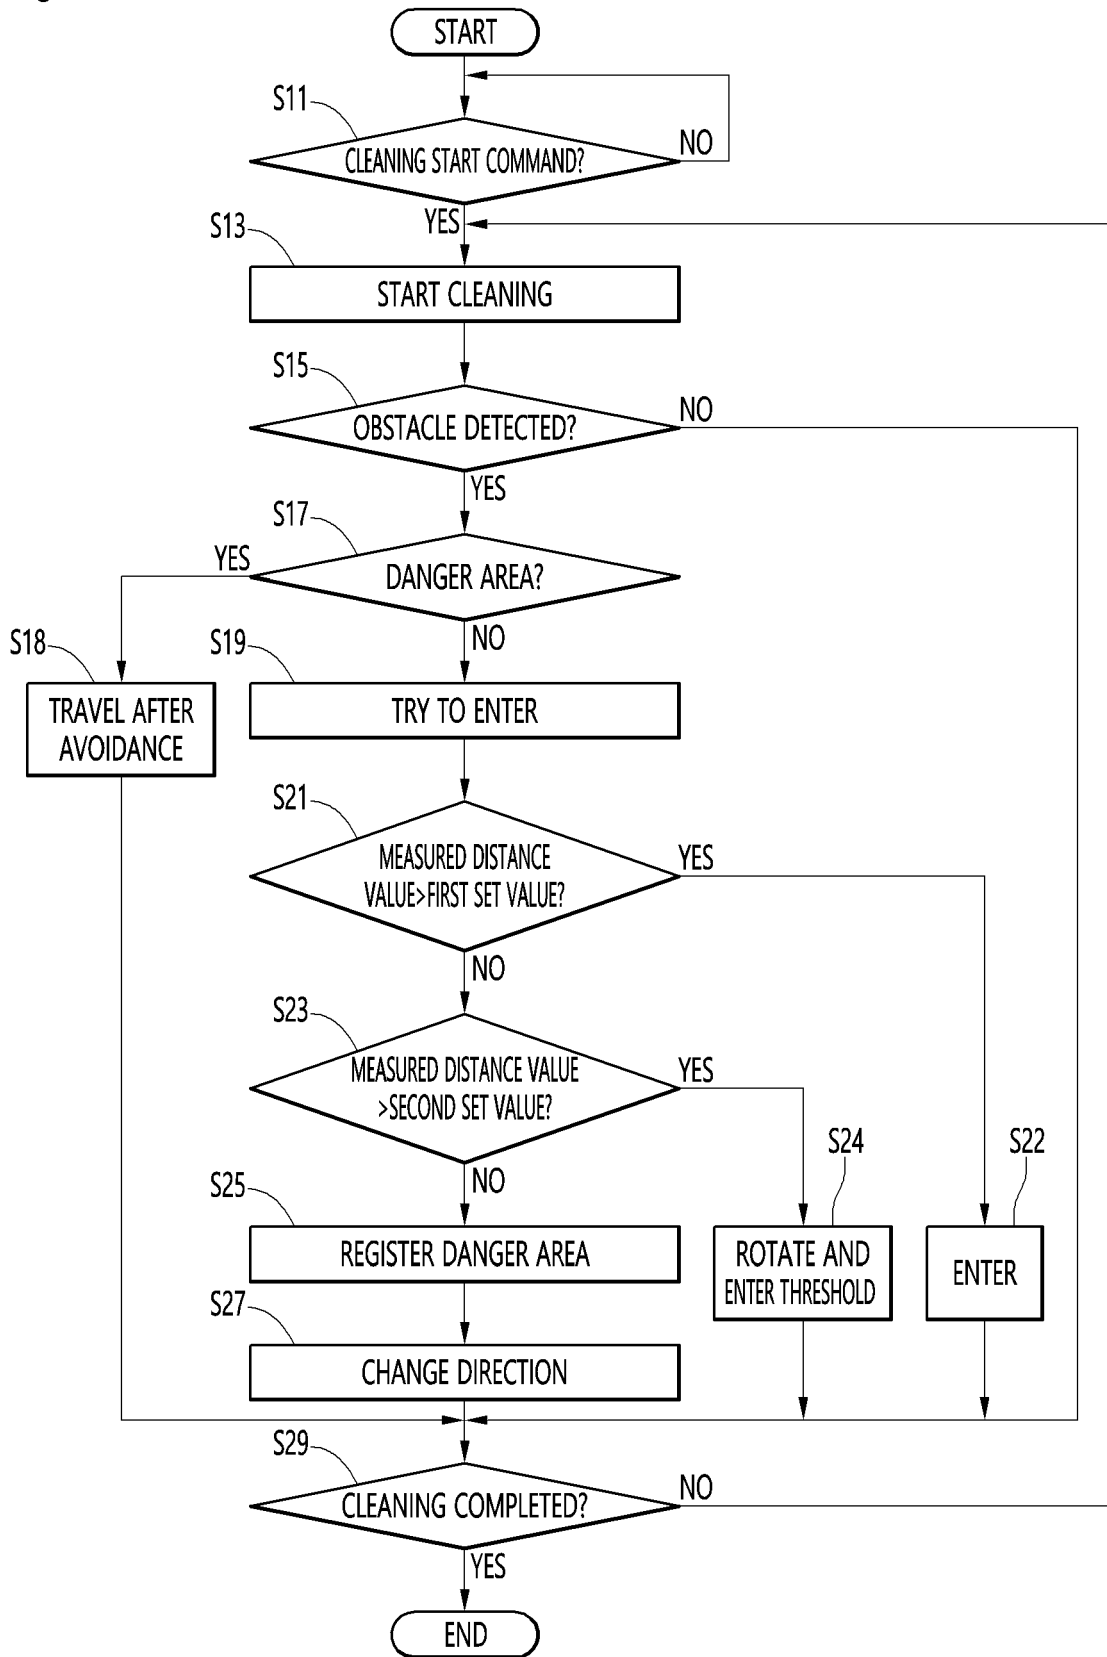 START
S11
CLEANING START COMMAND?
NO
YES
S13
START CLEANING
S15
OBSTACLE DETECTED?
NO
YES
S17
YES
DANGER AREA?
NO
S18
TRAVEL AFTER
AVOIDANCE
S19
TRY TO ENTER
S21
MEASURED DISTANCE
VALUE>FIRST SET VALUE?
YES
NO
S23
MEASURED DISTANCE VALUE
>SECOND SET VALUE?
YES
NO
S24
S22
S25
REGISTER DANGER AREA
ROTATE AND
ENTER THRESHOLD
ENTER
S27
CHANGE DIRECTION
S29
CLEANING COMPLETED?
NO
YES
END